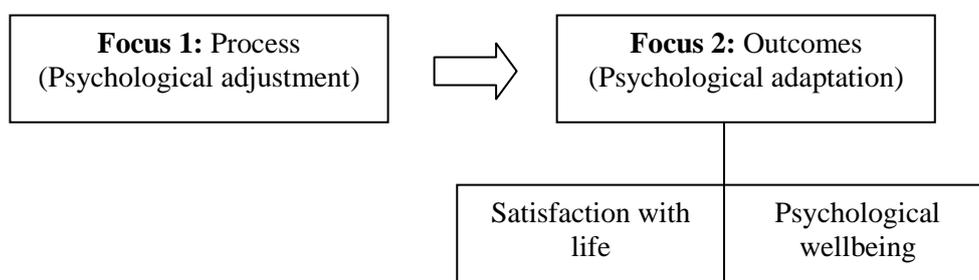 Focus 1: Process
(Psychological adjustment)
Focus 2: Outcomes
(Psychological adaptation)
Satisfaction with
life
Psychological
wellbeing